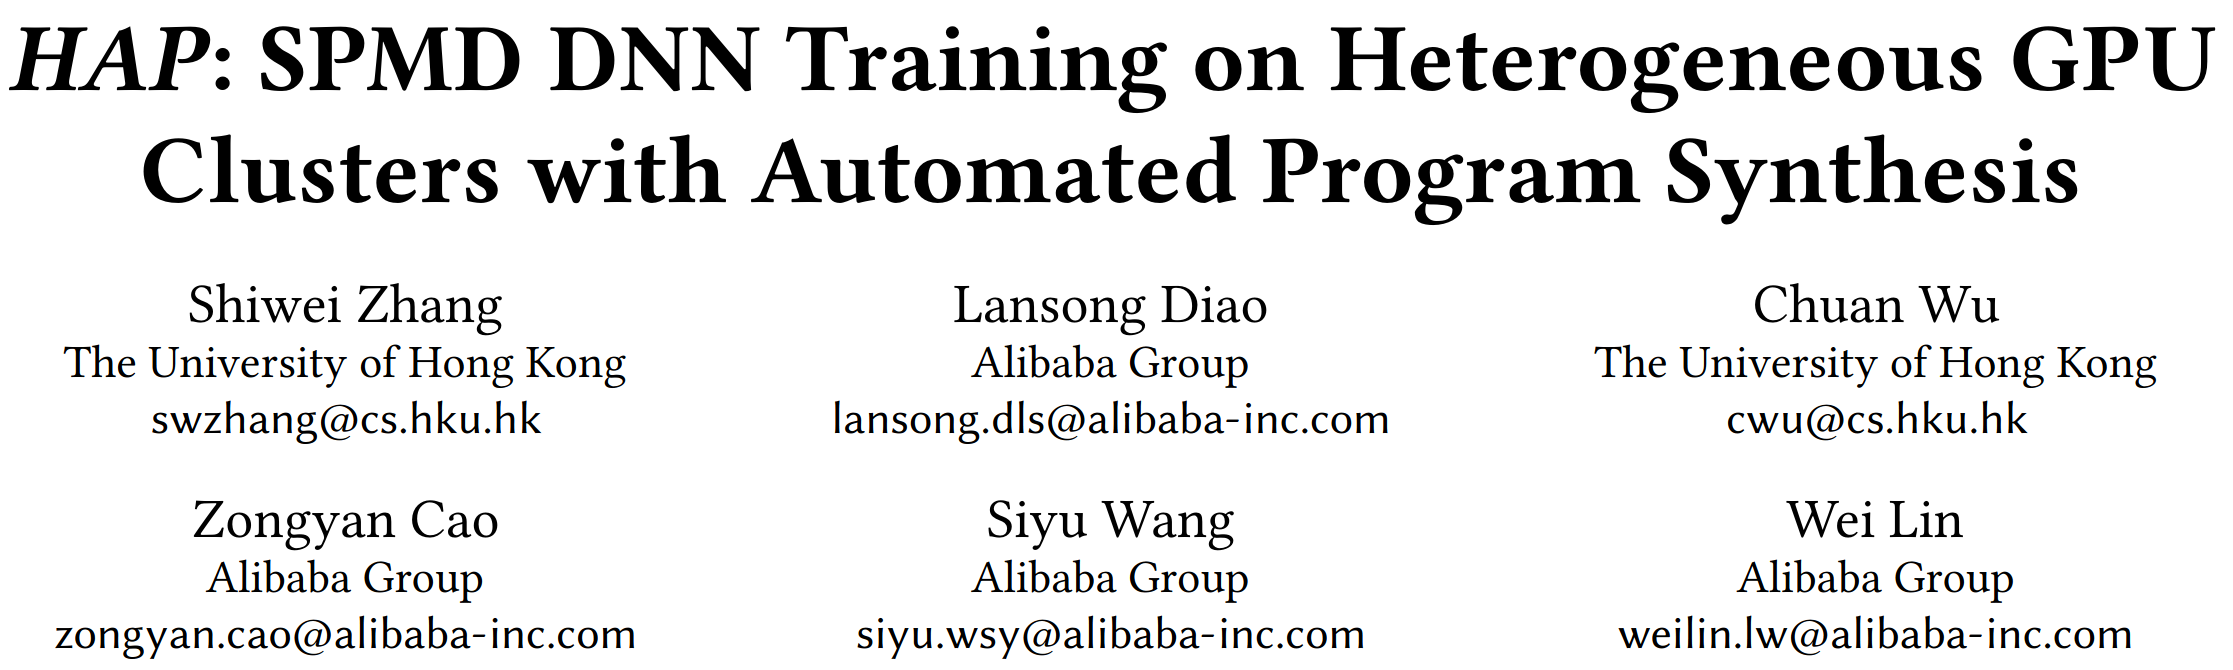 HAP: SPMD DNN Training on Heterogeneous GPU
Clusters with Automated Program Synthesis
Shiwei Zhang
The University of Hong Kong
swzhang@cs.hku.hk
Lansong Diao
Alibaba Group
lansong.dls@alibaba-inc.com
Chuan Wu
The University of Hong Kong
cwu@cs.hku.hk
Zongyan Cao
Alibaba Group
zongyan.cao@alibaba-inc.com
Siyu Wang
Alibaba Group
siyu.wsy@alibaba-inc.com
Wei Lin
Alibaba Group
weilin.lw@alibaba-inc.com